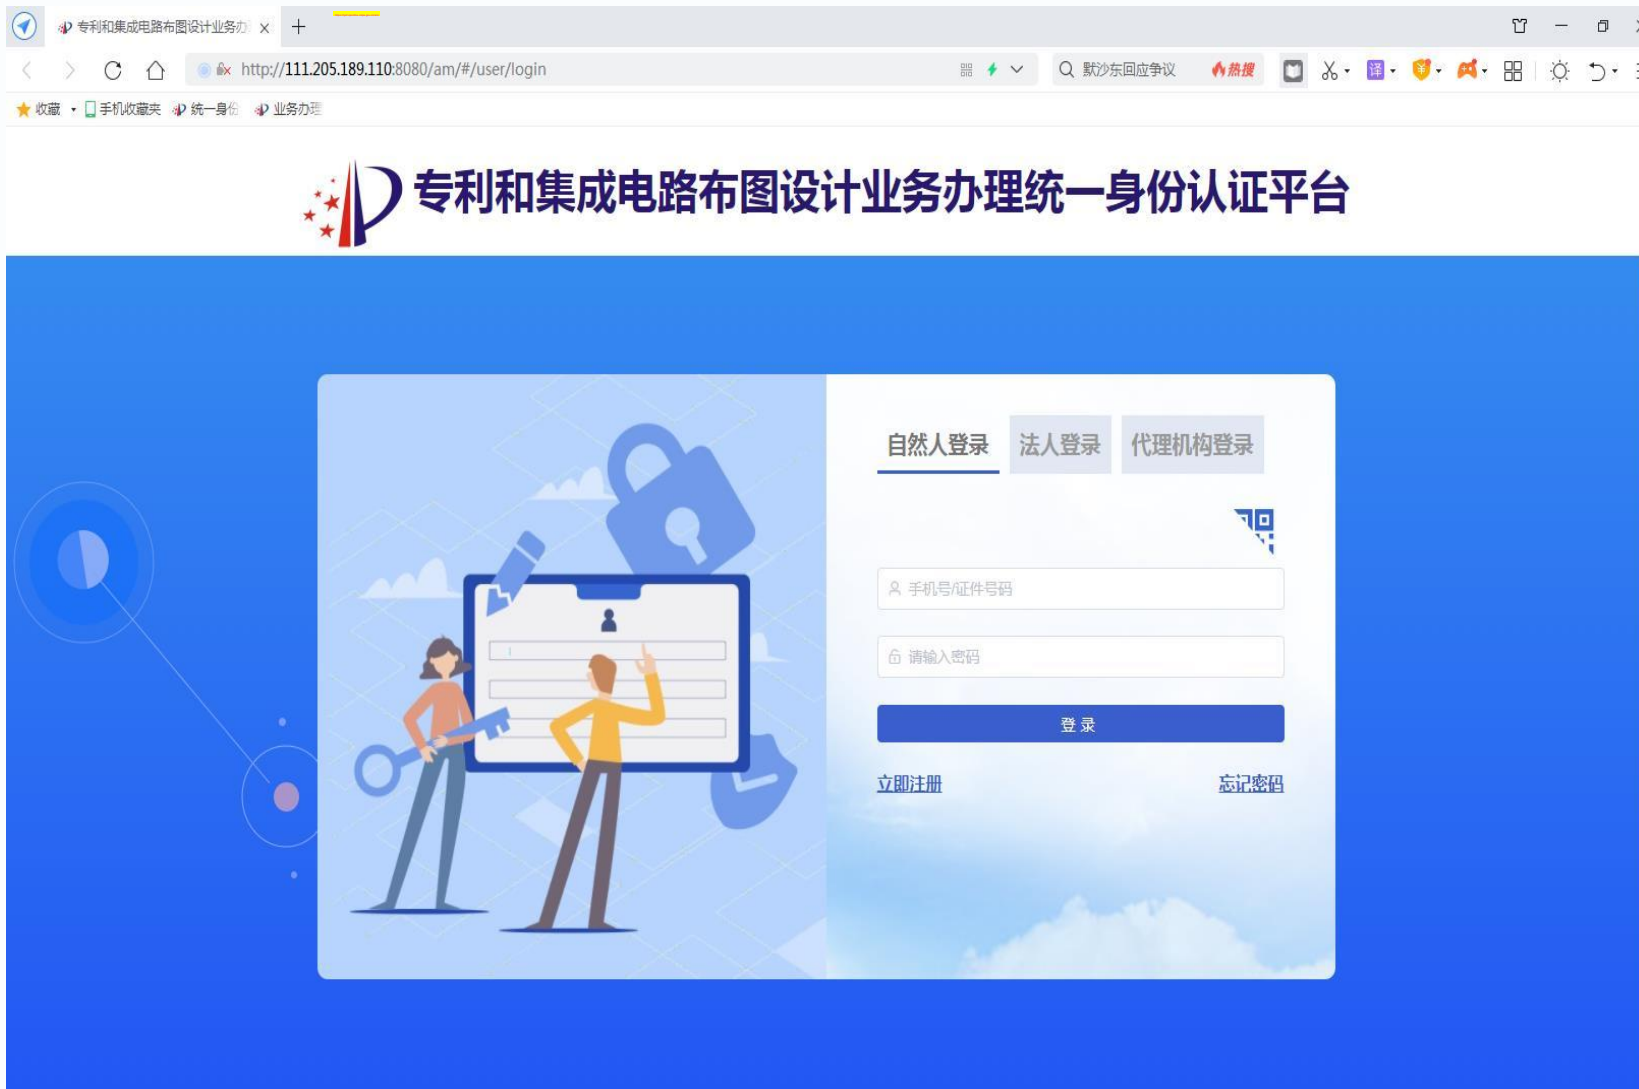 专利和集成电路布图设计业务办
http://111.205.189.110:8080/am/#/user/login
默沙东回应争议
热搜
译
收藏 手机收藏夹 统一身份 业务办理
专利和集成电路布图设计业务办理统一身份认证平台
自然人登录 法人登录 代理机构登录
手机号/证件号码
请输入密码
登 录
立即注册 忘记密码